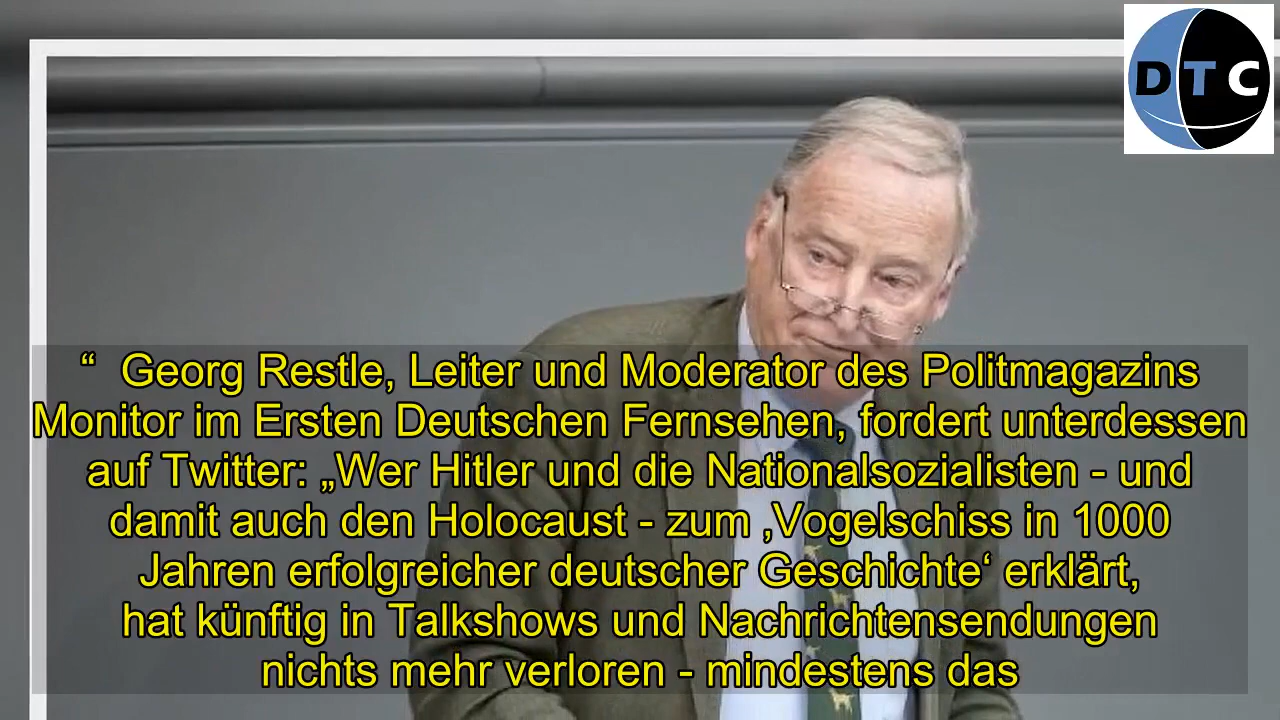 DTC
“ Georg Restle, Leiter und Moderator des Politmagazins
Monitor im Ersten Deutschen Fernsehen, fordert unterdessen
auf Twitter: „Wer Hitler und die Nationalsozialisten - und
damit auch den Holocaust - zum ‚Vogelschiss in 1000
Jahren erfolgreicher deutscher Geschichte‘ erklärt,
hat künftig in Talkshows und Nachrichtensendungen
nichts mehr verloren - mindestens das